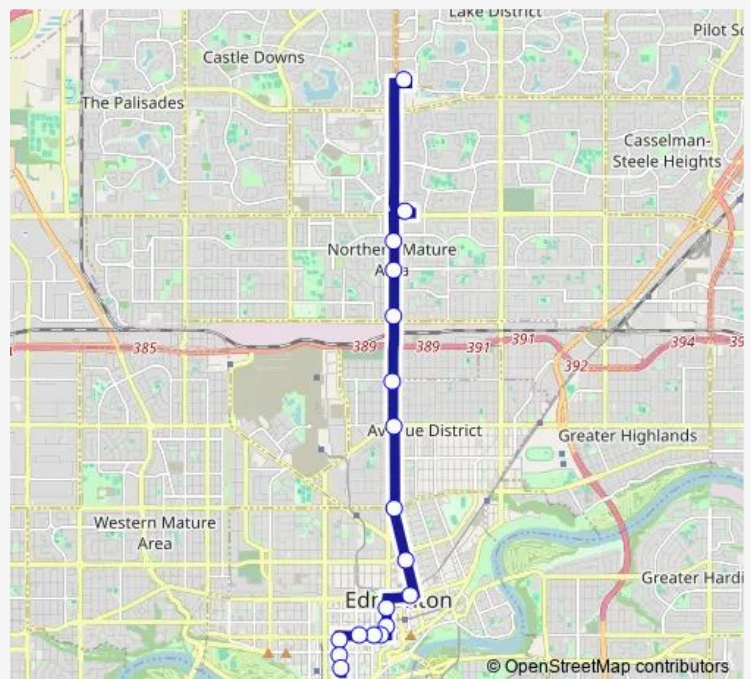 Lake District
Castle Downs
Pilot So
The Palisades
Casselman-
Steele Heights
Northern Mature
Area
385
389
389
391
391
392
394
39
Avenue District
Greater Highlands
Western Mature
Area
Greater Hardi
Edmonton
© OpenStreetMap contributors